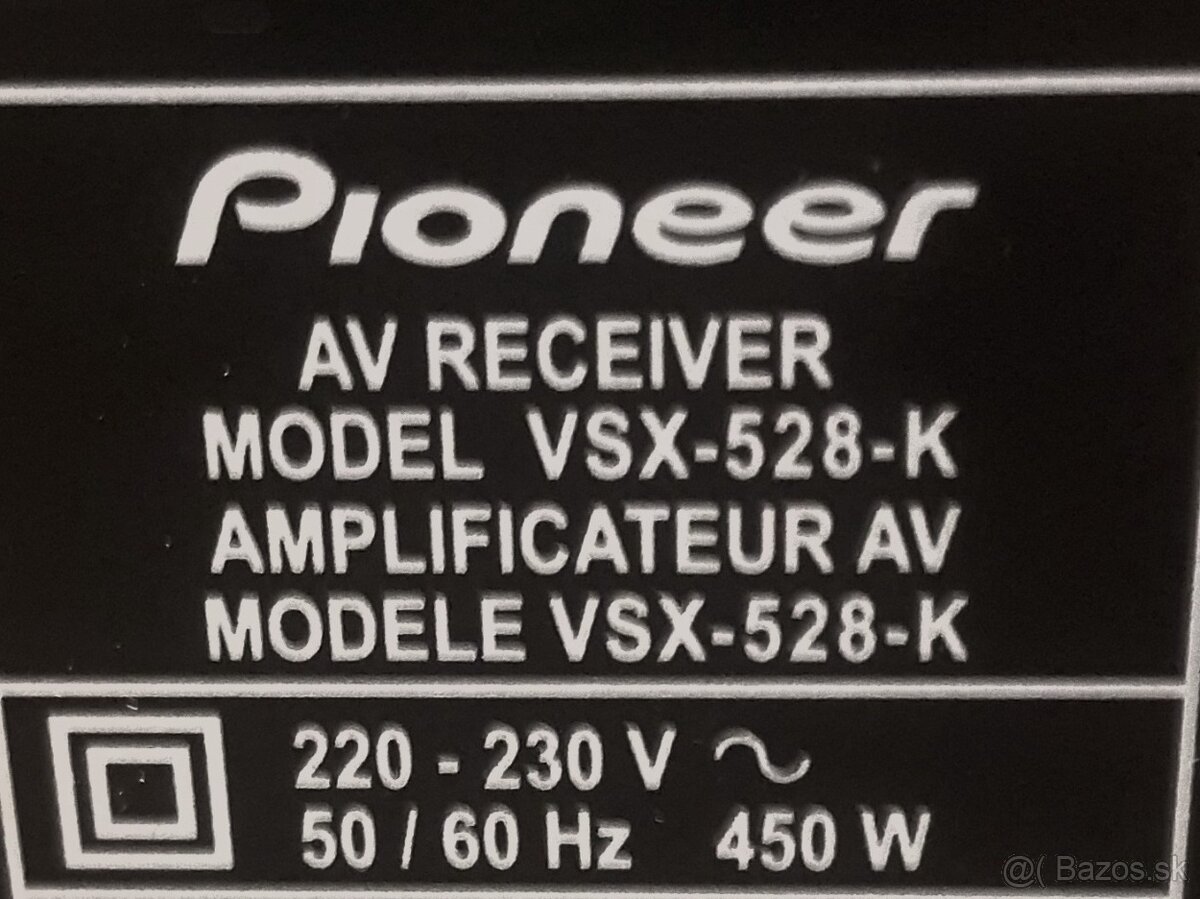 Pioneer
AV RECEIVER
MODEL VSX-528-K
AMPLIFICATEUR AV
MODELE VSX-528-K
220 - 230 V ~
50 / 60 Hz 450 W
@( Bazos.sk